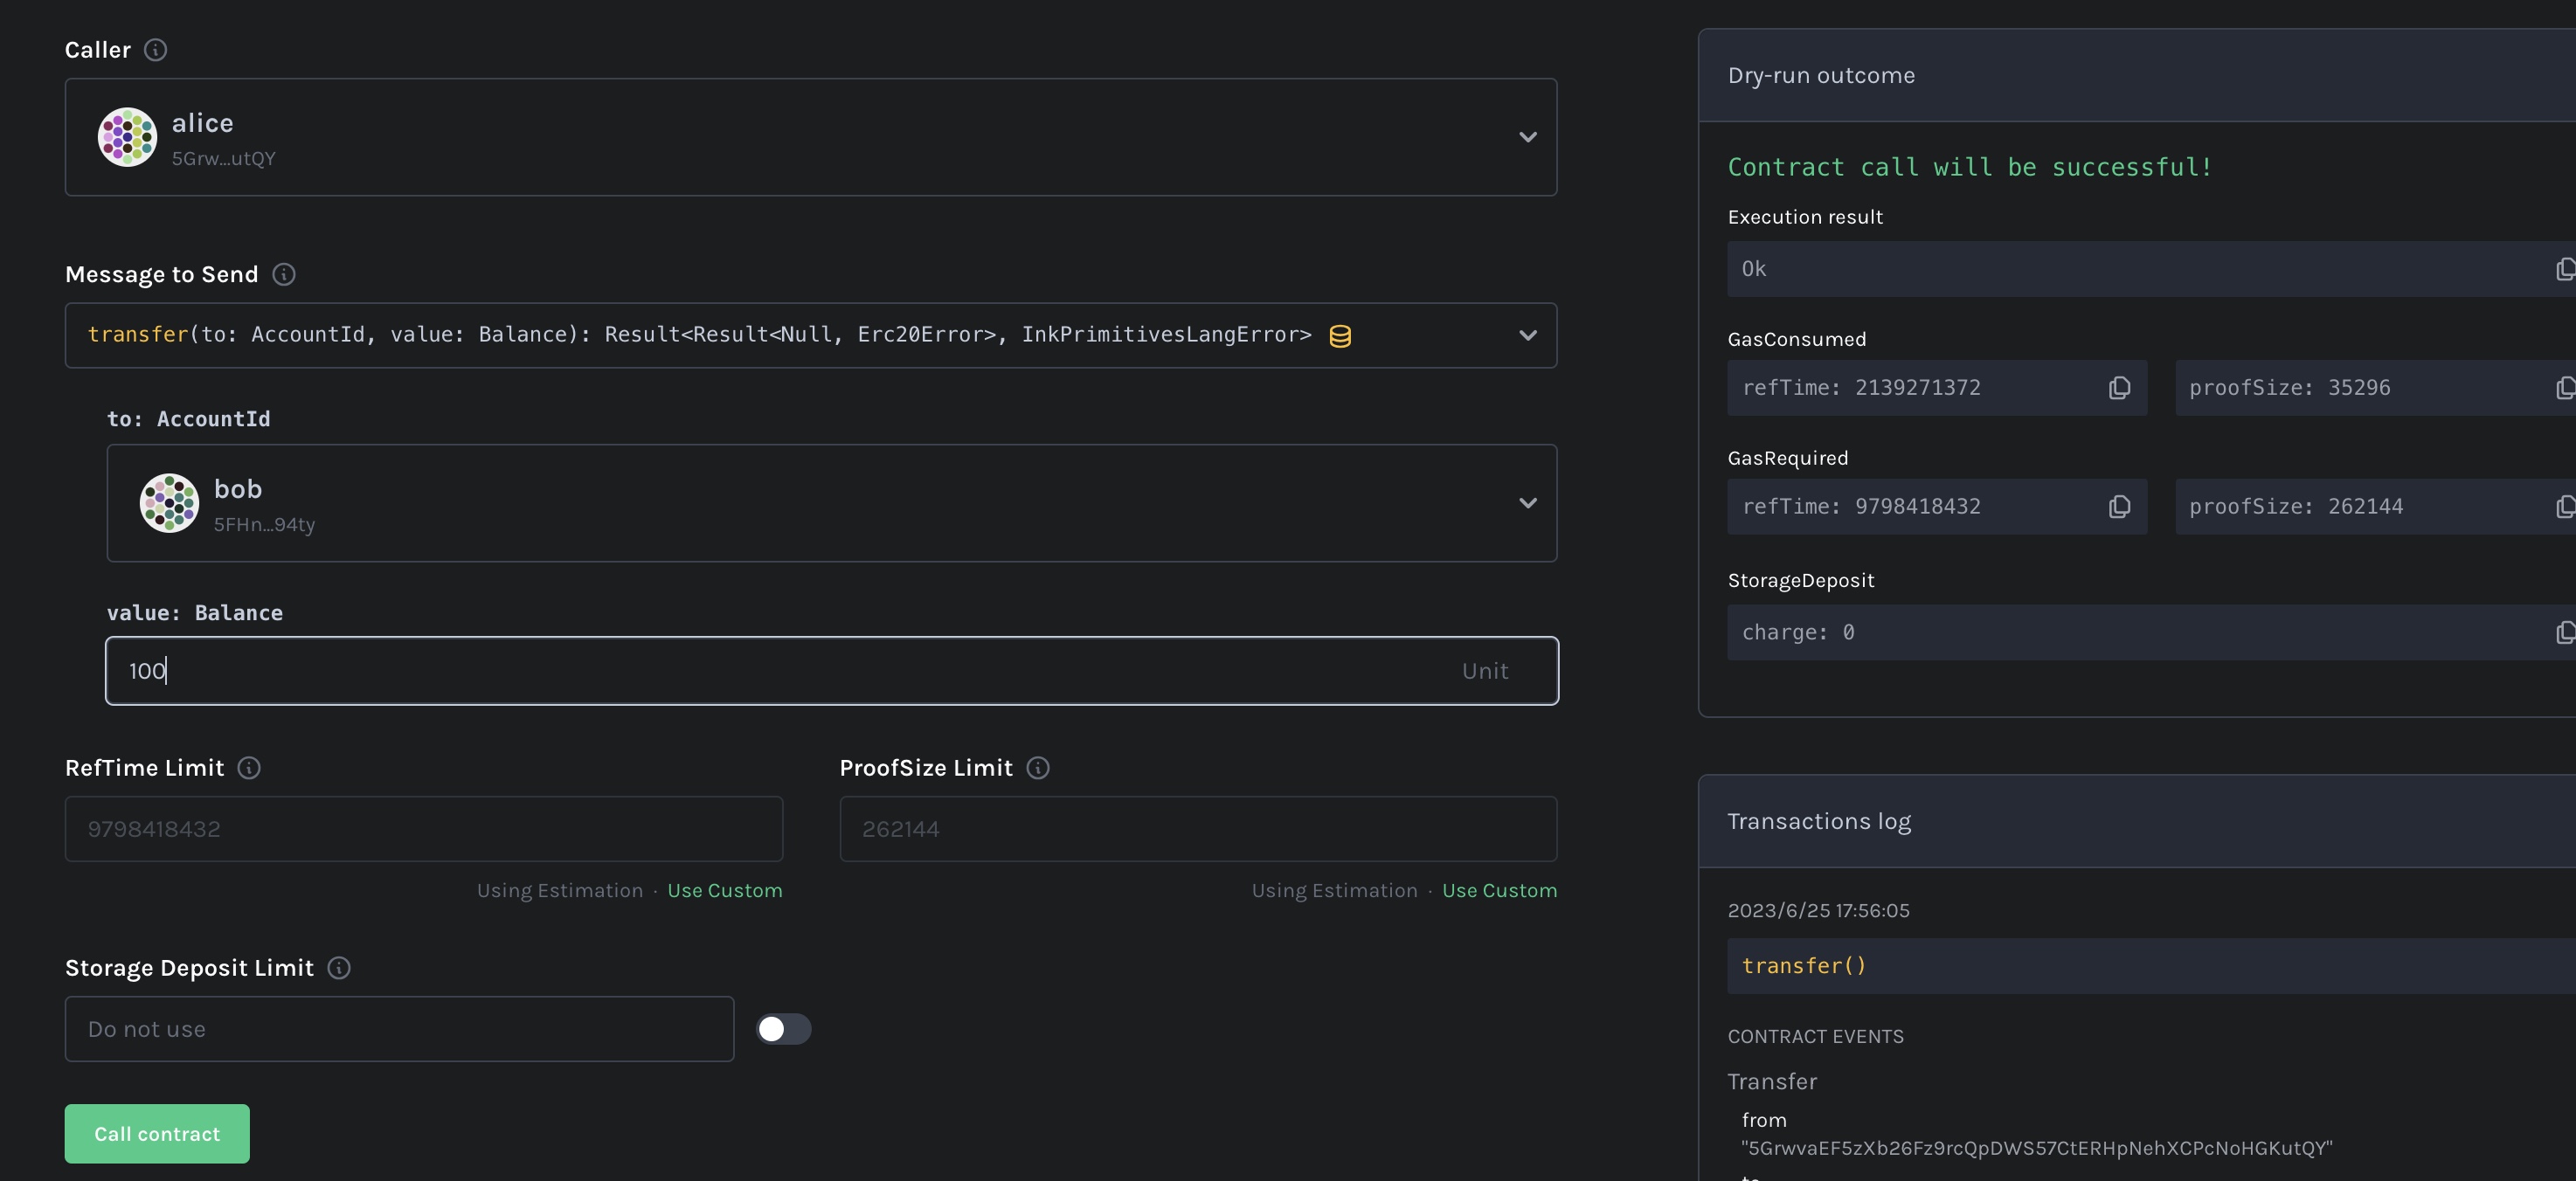 Caller
alice
5Grw...utQY
Message to Send
transfer(to: AccountId, value: Balance): Result<Result<Null, Erc20Error>, InkPrimitivesLangError>
to: AccountId
bob
5FHn...94ty
value: Balance
100 Unit
RefTime Limit
9798418432
Using Estimation · Use Custom
ProofSize Limit
262144
Using Estimation · Use Custom
Storage Deposit Limit
Do not use
Call contract
Dry-run outcome
Contract call will be successful!
Execution result
Ok
GasConsumed
refTime: 2139271372
proofSize: 35296
GasRequired
refTime: 9798418432
proofSize: 262144
StorageDeposit
charge: 0
Transactions log
2023/6/25 17:56:05
transfer()
CONTRACT EVENTS
Transfer
from
"5GrwvaEF5zXb26Fz9rcQpDWS57CtERHpNehXCPcNoHGKutQY"